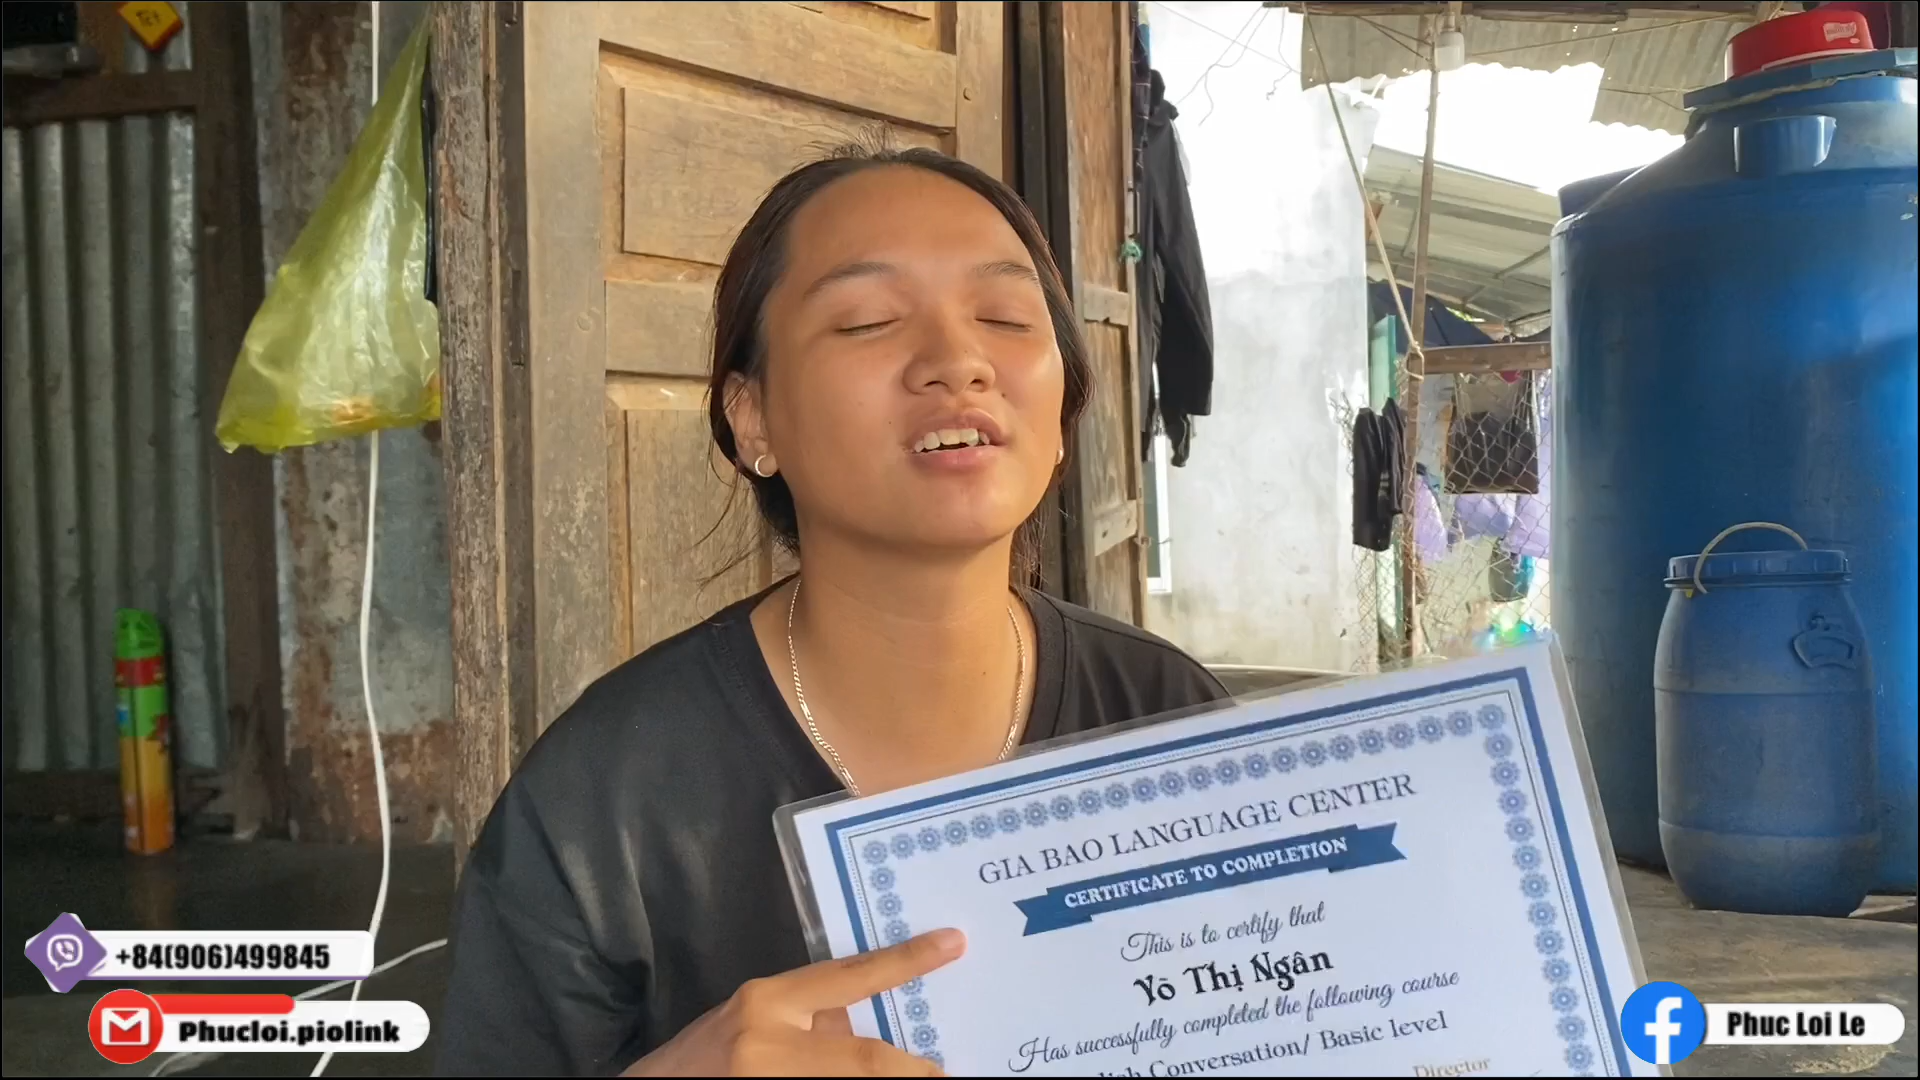 GIA BAO LANGUAGE CENTER
CERTIFICATE TO COMPLETION
This is to certify that
Võ Thị Ngân
Has successfully completed the following course
Conversation/ Basic level
Director
+84(906)499845
Phucloi.piolink
Phuc Loi Le